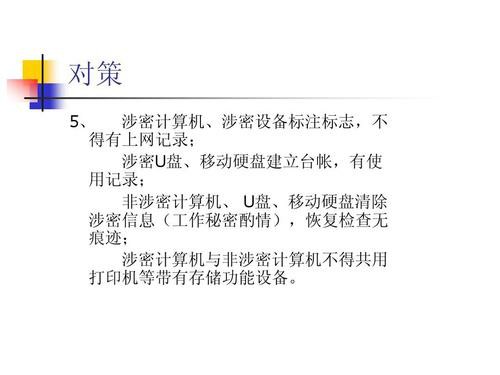 对策
5、 涉密计算机、涉密设备标注标志，不
得有上网记录；
涉密U盘、移动硬盘建立台帐，有使
用记录；
非涉密计算机、 U盘、移动硬盘清除
涉密信息（工作秘密酌情），恢复检查无
痕迹；
涉密计算机与非涉密计算机不得共用
打印机等带有存储功能设备。